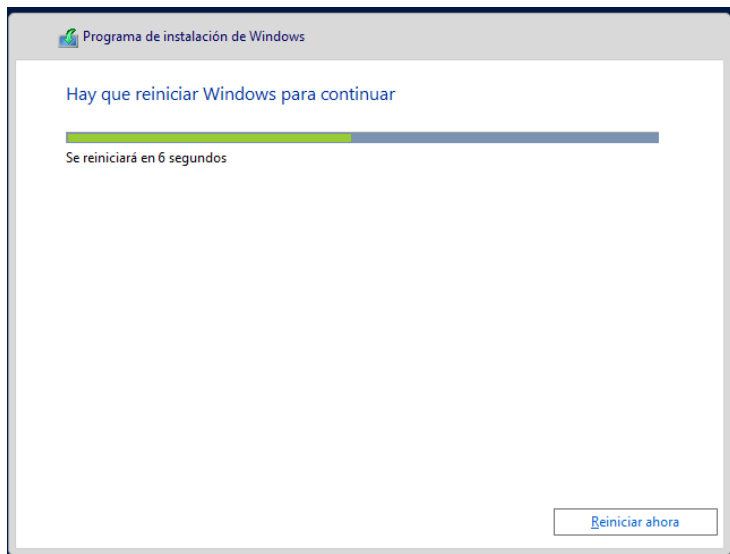 Programa de instalación de Windows
Hay que reiniciar Windows para continuar
Se reiniciará en 6 segundos
Reiniciar ahora